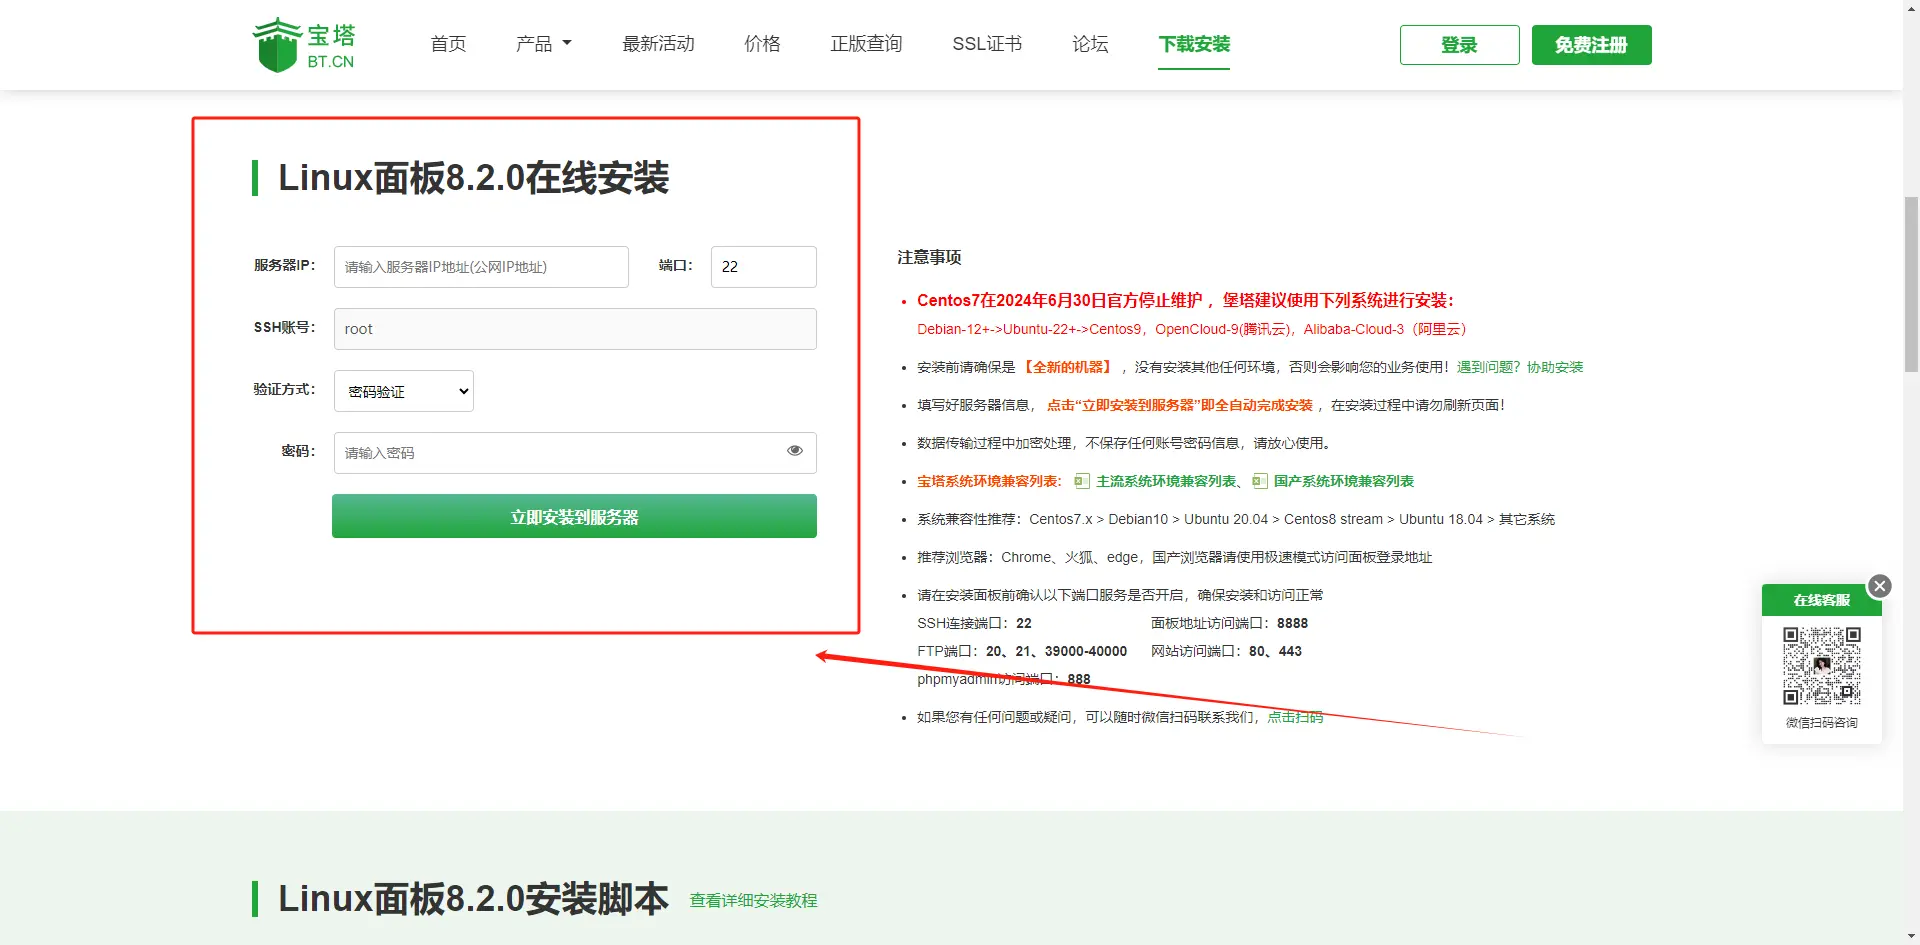 宝塔
BT.CN
首页
产品
最新活动
价格
正版查询
SSL证书
论坛
下载安装
登录
免费注册
Linux面板8.2.0在线安装
服务器IP：
请输入服务器IP地址(公网IP地址)
端口：
22
SSH账号：
root
验证方式：
密码验证
密码：
请输入密码
立即安装到服务器
注意事项
Centos7在2024年6月30日官方停止维护 ，堡塔建议使用下列系统进行安装：
Debian-12+->Ubuntu-22+->Centos9，OpenCloud-9(腾讯云)，Alibaba-Cloud-3（阿里云）
安装前请确保是【全新的机器】 ，没有安装其他任何环境，否则会影响您的业务使用！遇到问题？协助安装
填写好服务器信息， 点击“立即安装到服务器”即全自动完成安装 ，在安装过程中请勿刷新页面！
数据传输过程中加密处理，不保存任何账号密码信息，请放心使用。
宝塔系统环境兼容列表： 主流系统环境兼容列表、 国产系统环境兼容列表
系统兼容性推荐：Centos7.x > Debian10 > Ubuntu 20.04 > Centos8 stream > Ubuntu 18.04 > 其它系统
推荐浏览器：Chrome、火狐、edge，国产浏览器请使用极速模式访问面板登录地址
请在安装面板前确认以下端口服务是否开启，确保安装和访问正常
SSH连接端口：22 面板地址访问端口：8888
FTP端口：20、21、39000-40000 网站访问端口：80、443
phpmyadmin访问端口：888
如果您有任何问题或疑问，可以随时微信扫码联系我们，点击扫码
在线客服
微信扫码咨询
Linux面板8.2.0安装脚本 查看详细安装教程